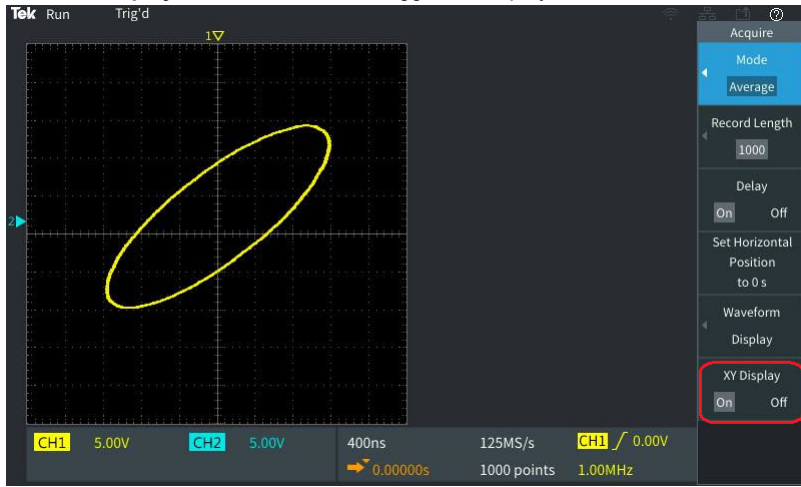 Tek Run Trig'd
Acquire
Mode
Average
Record Length
1000
Delay
On Off
Set Horizontal
Position
to 0 s
Waveform
Display
XY Display
On Off
1
2
CH1 5.00V CH2 5.00V 400ns 125MS/s CH1 0.00V
0.00000s 1000 points 1.00MHz